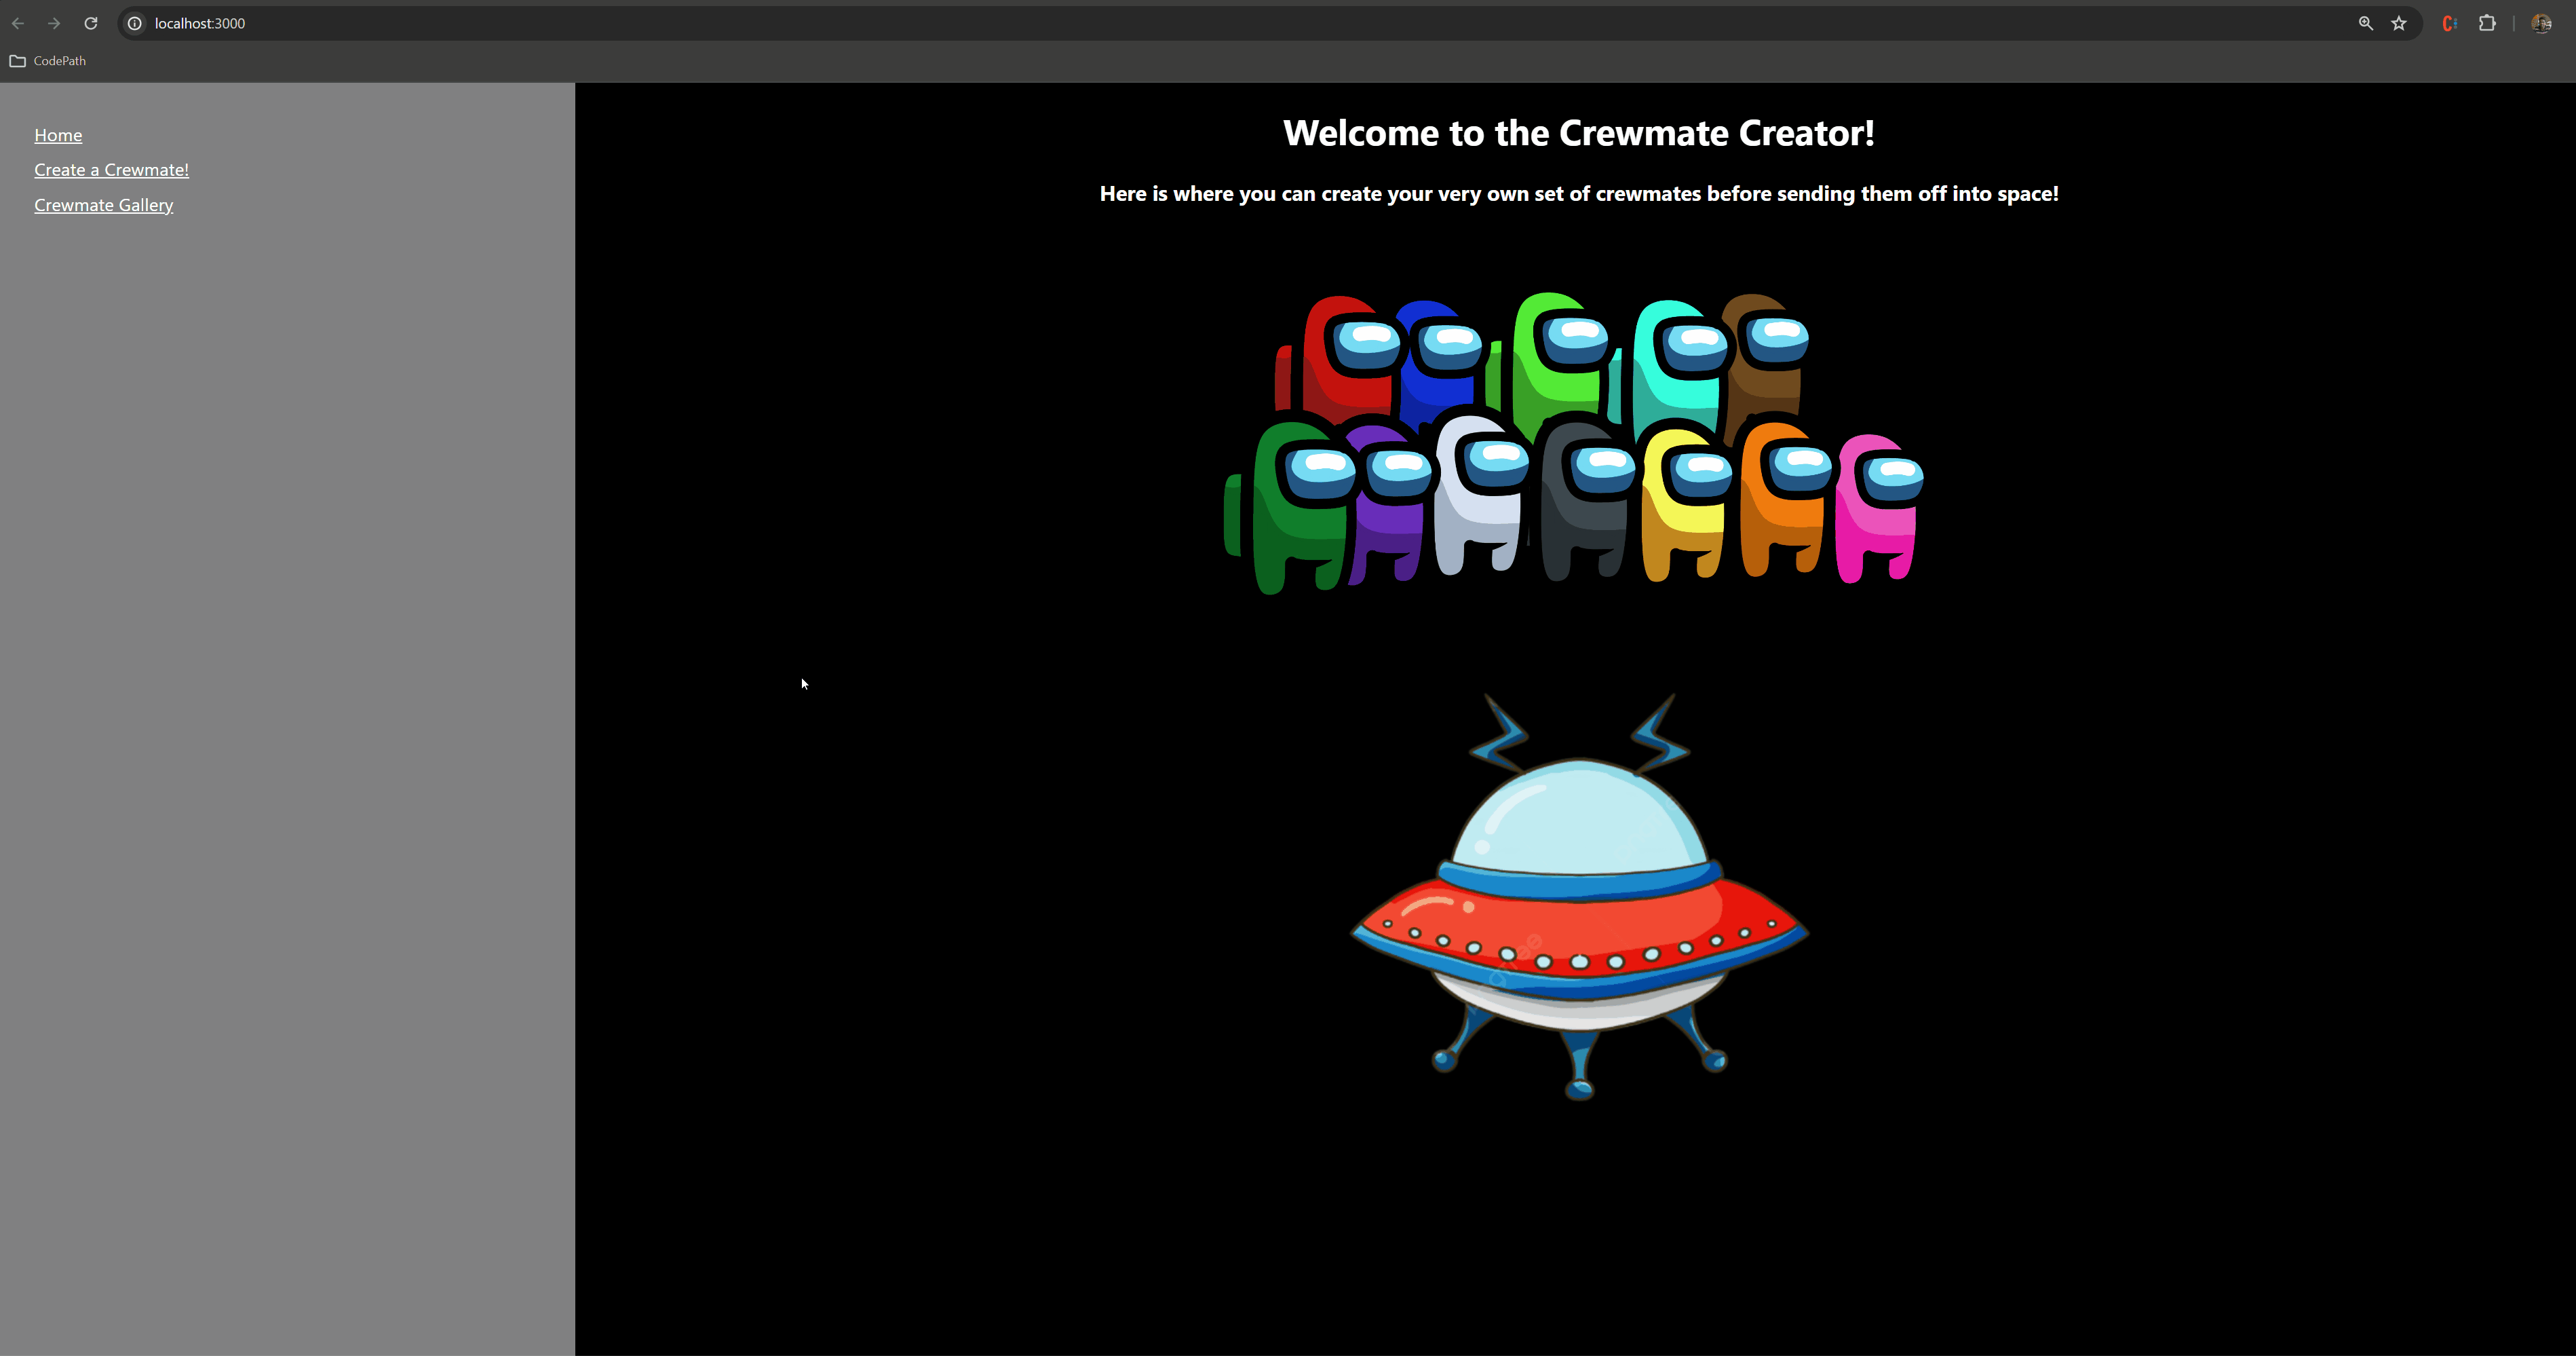 localhost:3000
CodePath
Home
Create a Crewmate!
Crewmate Gallery
Welcome to the Crewmate Creator!
Here is where you can create your very own set of crewmates before sending them off into space!